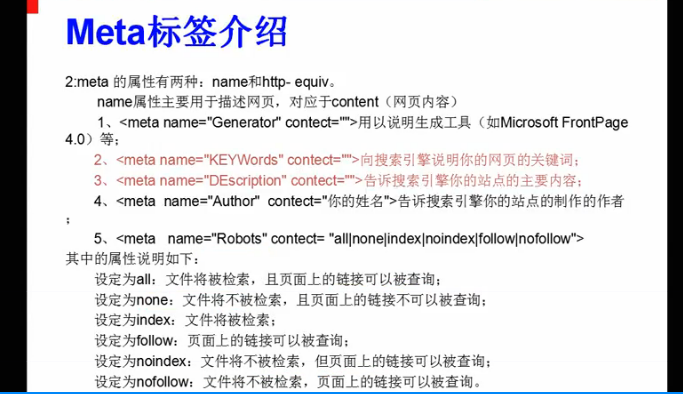 Meta标签介绍
2:meta 的属性有两种：name和http- equiv。
name属性主要用于描述网页，对应于content（网页内容）
1、<meta name="Generator" contect="">用以说明生成工具（如Microsoft FrontPage
4.0）等；
2、<meta name="KEYWords" contect="">向搜索引擎说明你的网页的关键词；
3、<meta name="DEscription" contect="">告诉搜索引擎你的站点的主要内容；
4、<meta name="Author" contect="你的姓名">告诉搜索引擎你的站点的制作的作者
；
5、<meta name="Robots" contect= "all|none|index|noindex|follow|nofollow">
其中的属性说明如下：
设定为all：文件将被检索，且页面上的链接可以被查询；
设定为none：文件将不被检索，且页面上的链接不可以被查询；
设定为index：文件将被检索；
设定为follow：页面上的链接可以被查询；
设定为noindex：文件将不被检索，但页面上的链接可以被查询；
设定为nofollow：文件将不被检索，页面上的链接可以被查询。